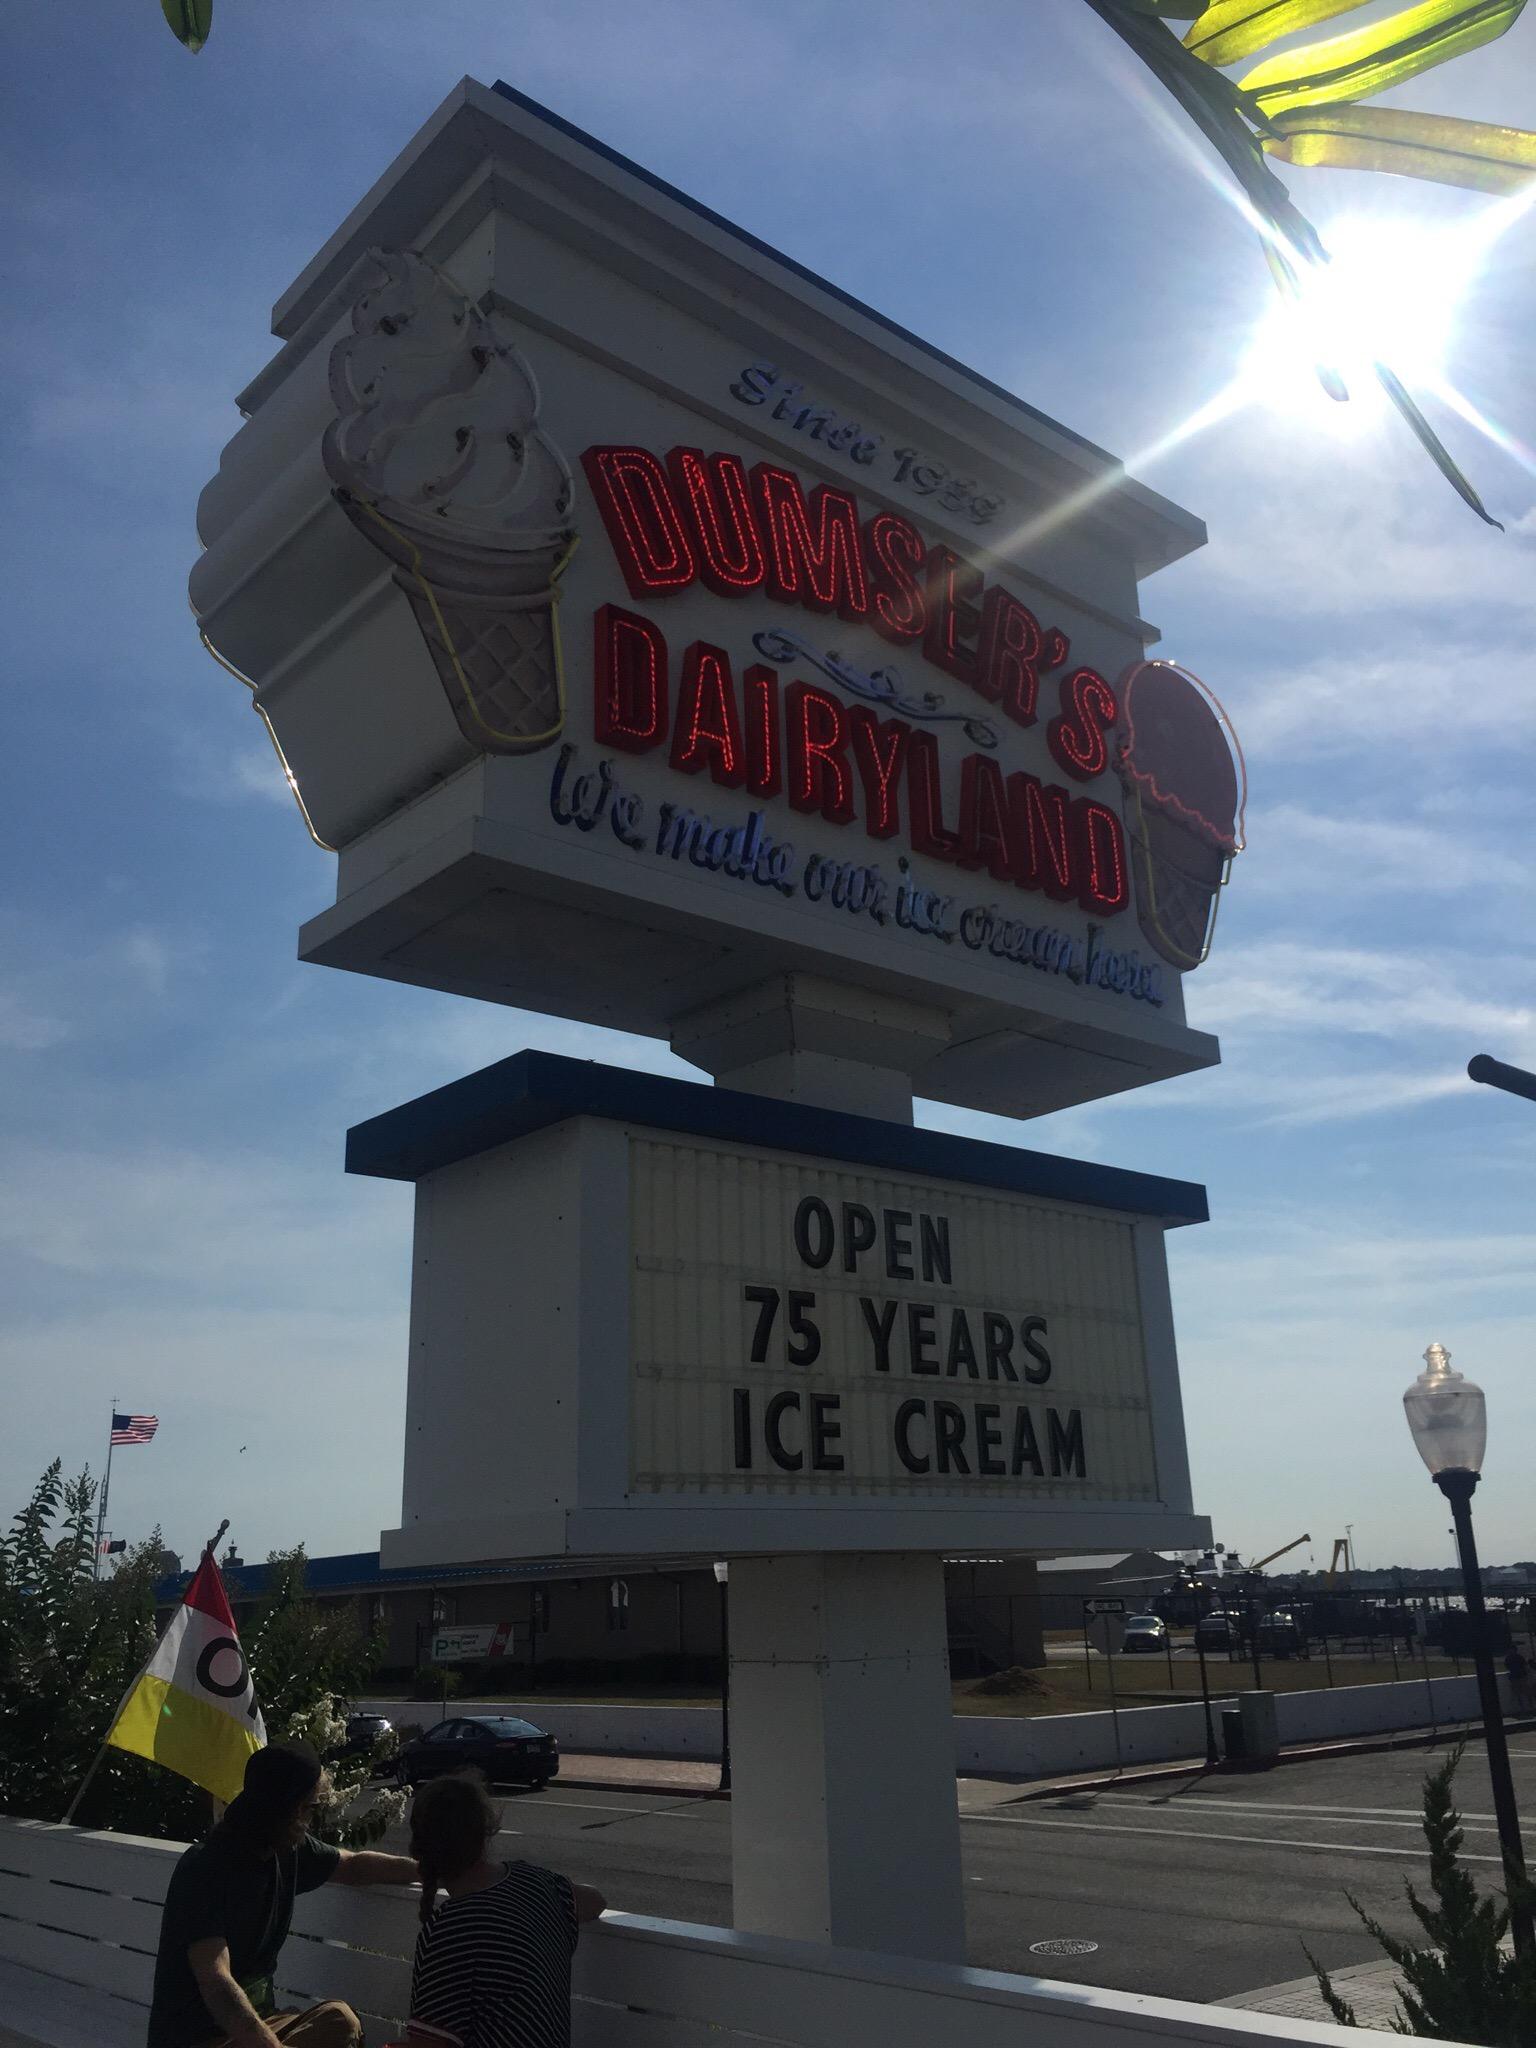 Since 1939
DUMSER'S
DAIRYLAND
We make our ice cream here
OPEN
75 YEARS
ICE CREAM
P
O